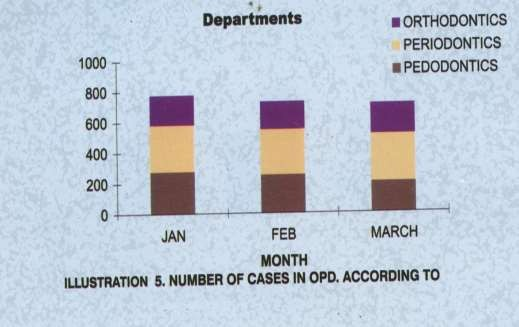 Departments
ORTHODONTICS
PERIODONTICS
PEDODONTICS
1000
800
600
400
200
0
JAN FEB MARCH
MONTH
ILLUSTRATION 5. NUMBER OF CASES IN OPD. ACCORDING TO